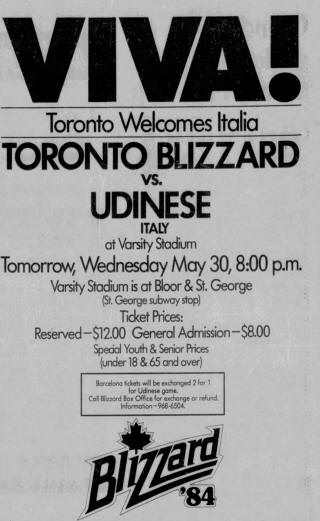 VIVA!
Toronto Welcomes Italia
TORONTO BLIZZARD
VS.
UDINESE
ITALY
at Varsity Stadium
Tomorrow, Wednesday May 30, 8:00 p.m.
Varsity Stadium is at Bloor & St. George
(St. George subway stop)
Ticket Prices:
Reserved—$12.00 General Admission—$8.00
Special Youth & Senior Prices
(under 18 & 65 and over)
Barcelona tickets will be exchanged 2 for 1
for Udinese game.
Call Blizzard Box Office for exchange or refund.
Information—968-6504.
Blizzard
'84